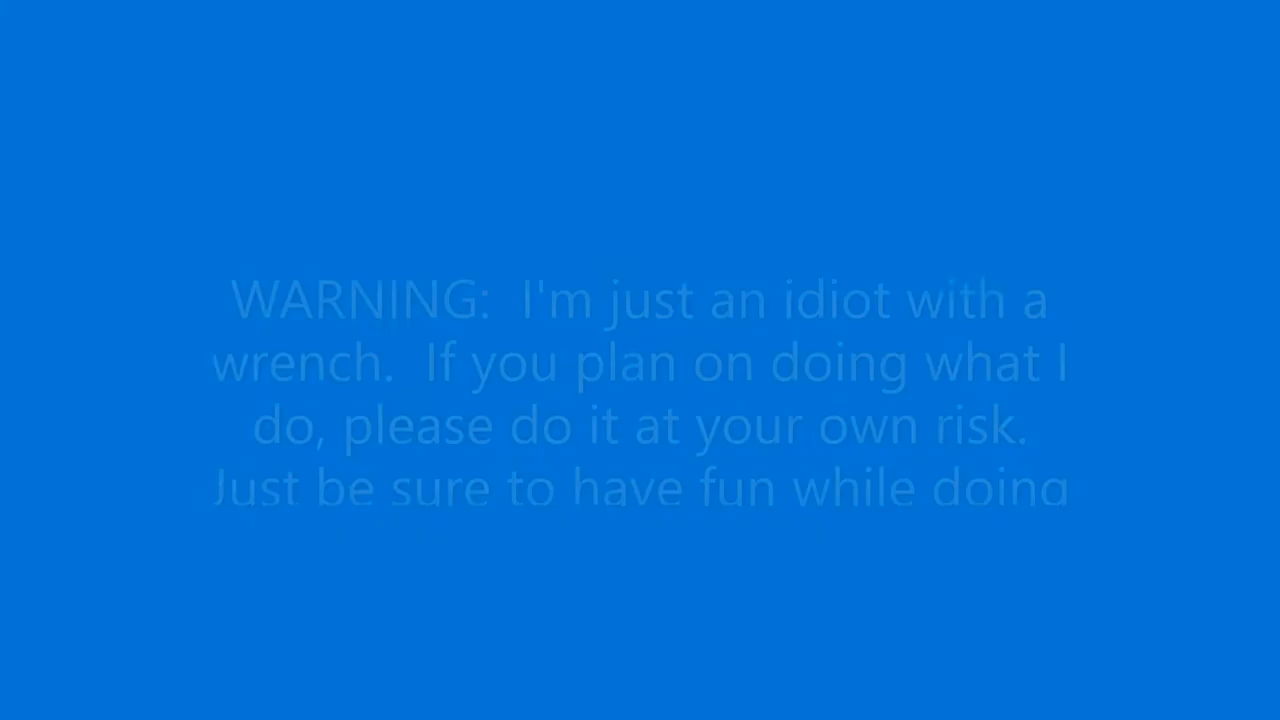 WARNING:  I'm just an idiot with a
wrench.  If you plan on doing what I
do, please do it at your own risk.
Just be sure to have fun while doing